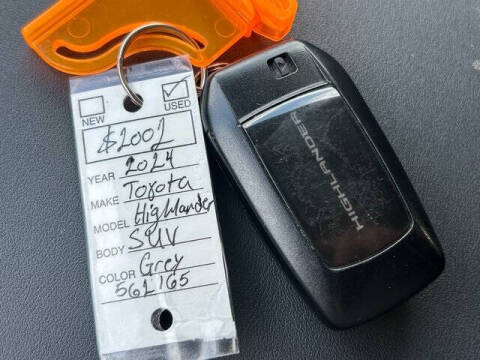 NEW
USED
$2002
YEAR 2024
MAKE Toyota
MODEL Highlander
BODY SUV
COLOR Grey
561165
HIGHLANDER